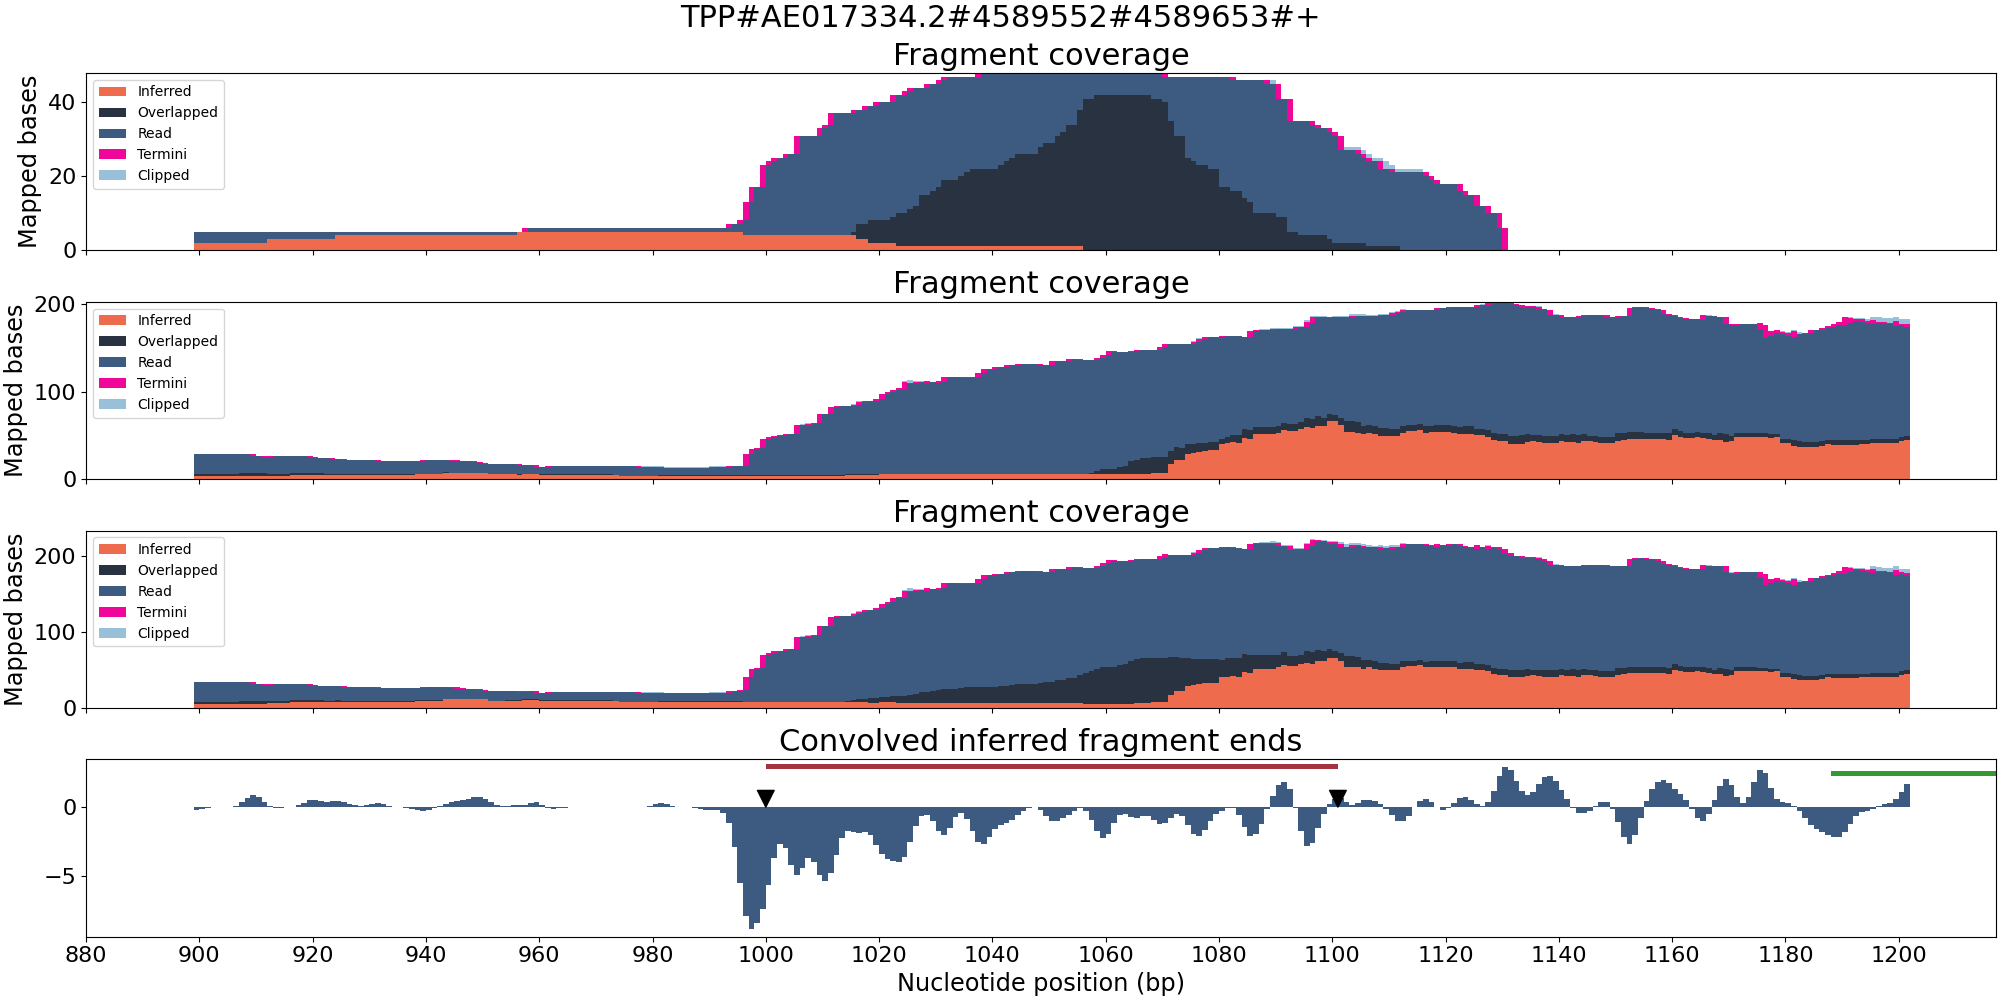 TPP#AE017334.2#4589552#4589653#+
Fragment coverage
Mapped bases
40
20
0
Inferred
Overlapped
Read
Termini
Clipped
Fragment coverage
Mapped bases
200
100
0
Inferred
Overlapped
Read
Termini
Clipped
Fragment coverage
Mapped bases
200
100
0
Inferred
Overlapped
Read
Termini
Clipped
Convolved inferred fragment ends
0
−5
880 900 920 940 960 980 1000 1020 1040 1060 1080 1100 1120 1140 1160 1180 1200
Nucleotide position (bp)